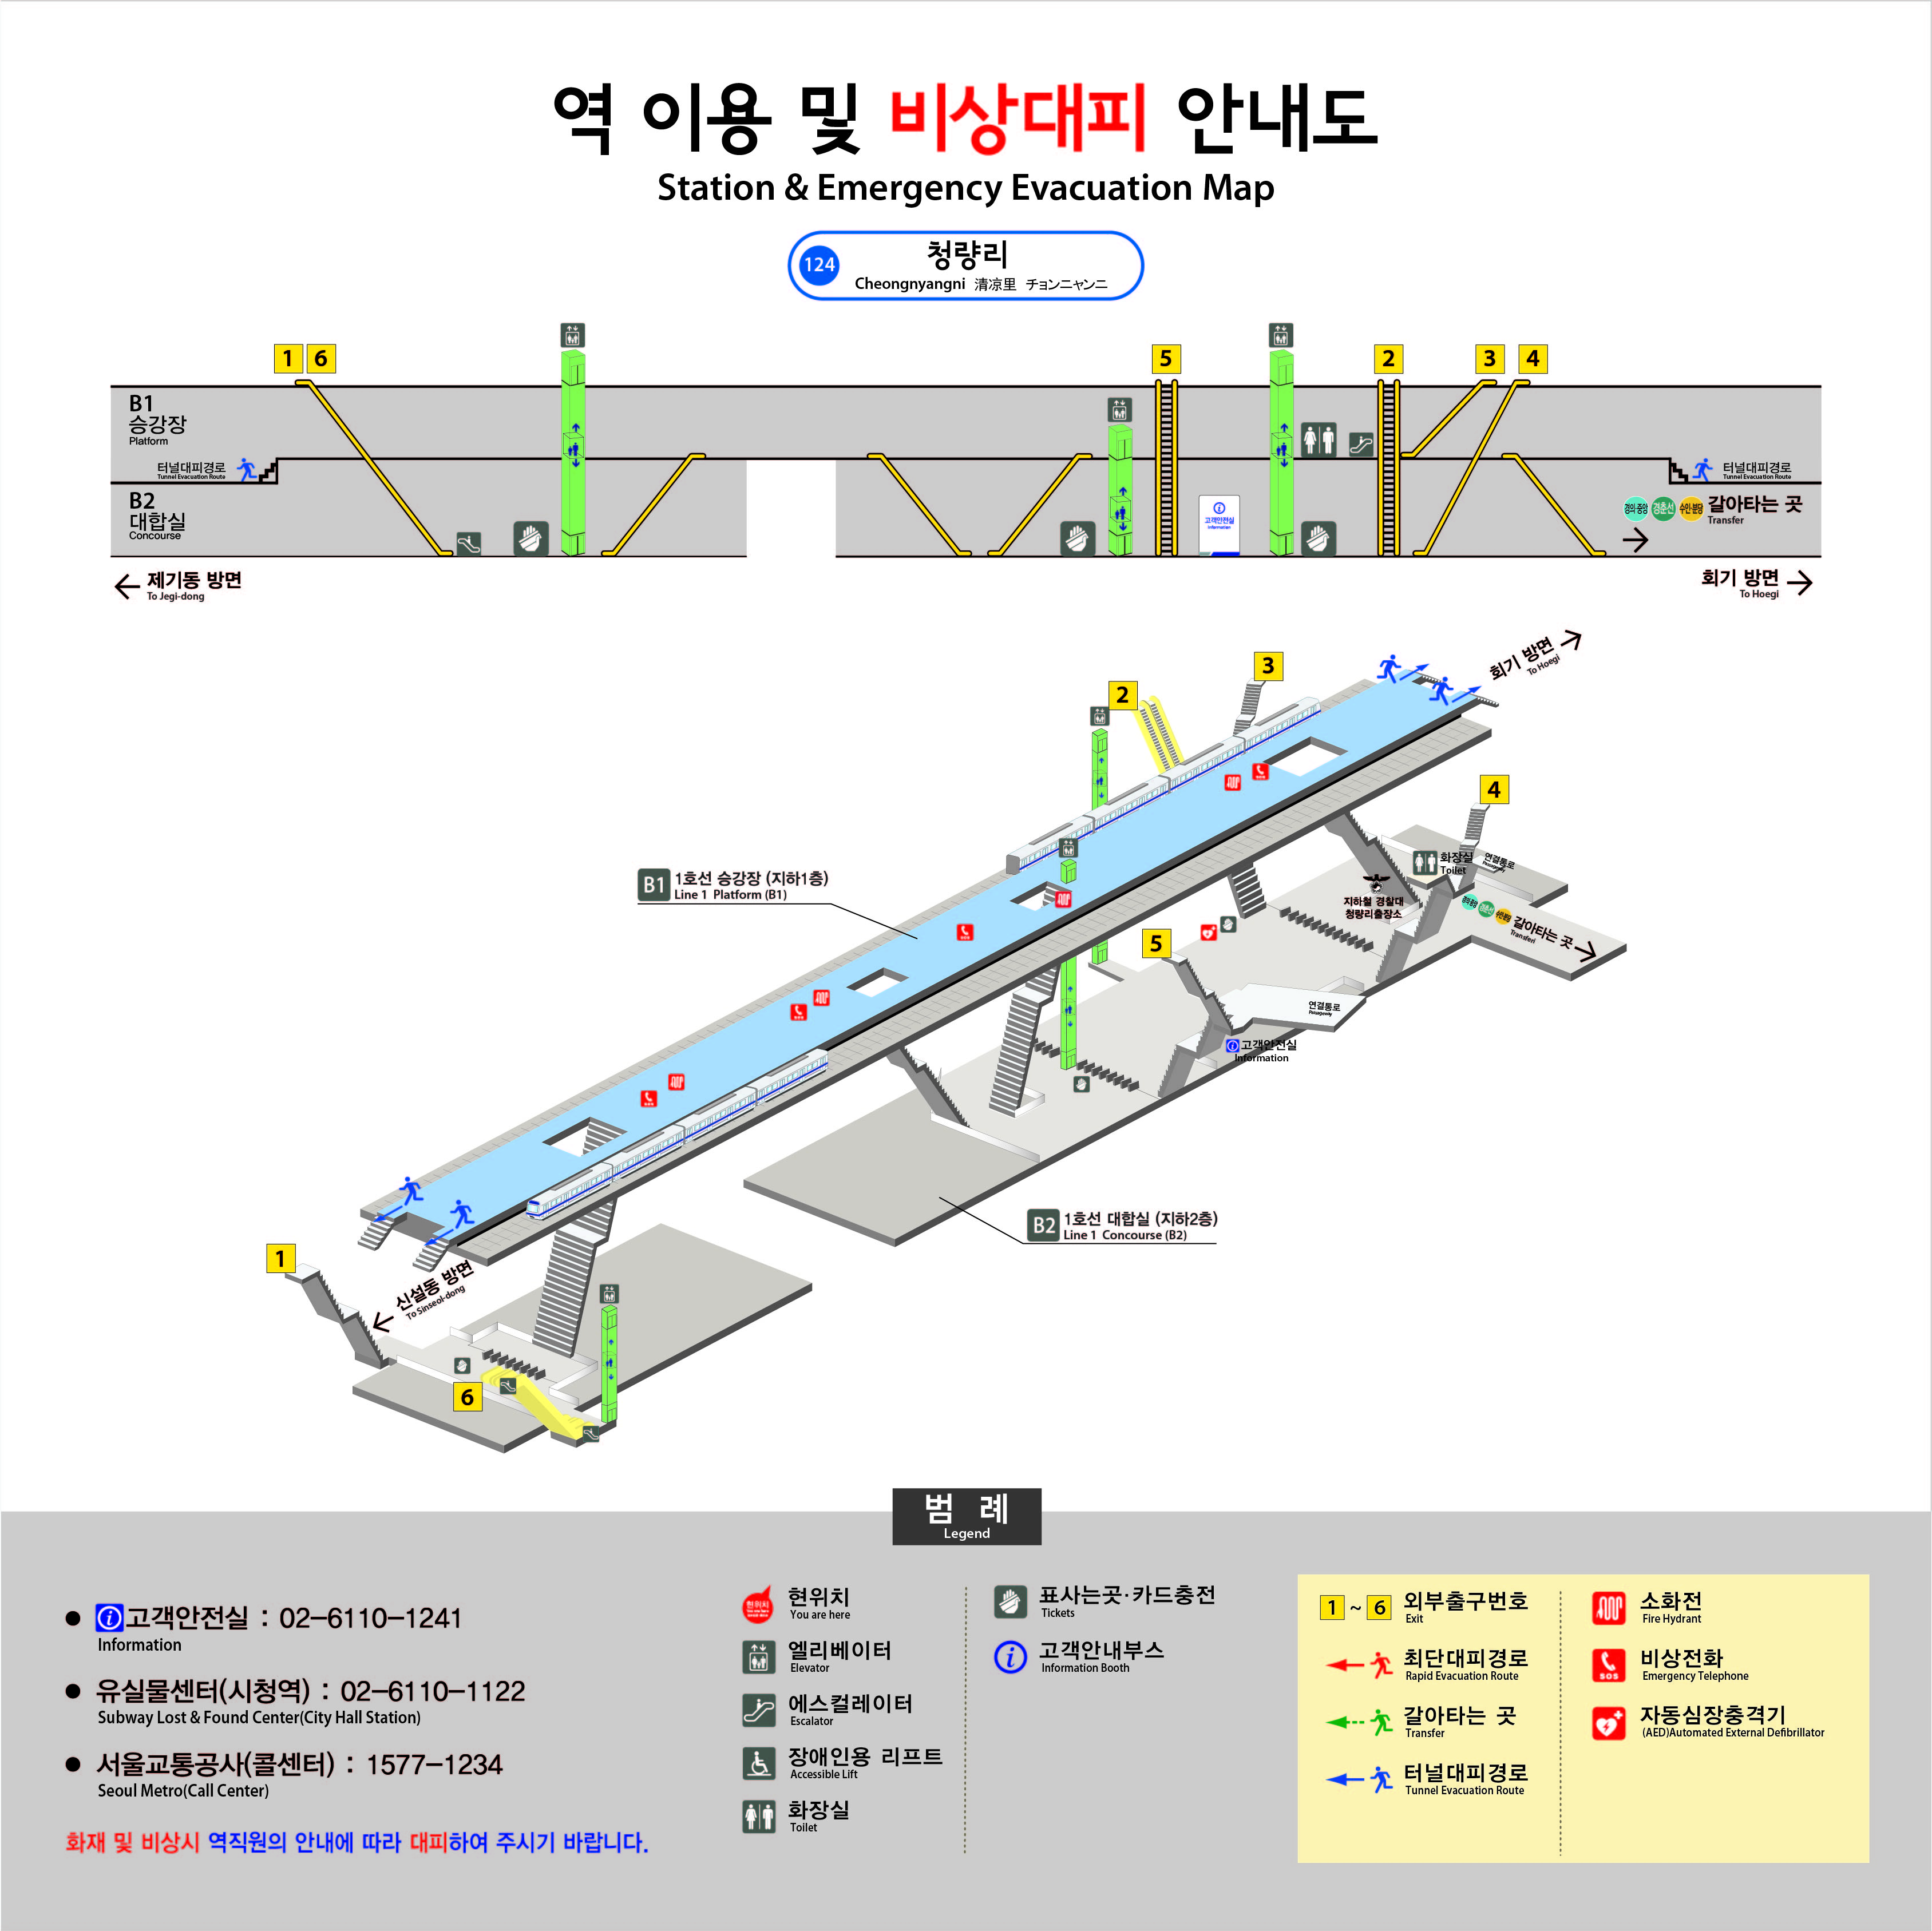 역 이용 및 비상대피 안내도
Station & Emergency Evacuation Map
124
청량리
Cheongnyangni 清凉里 チョンニャンニ
1 6
5
2
3
4
B1
승강장
Platform
터널대피경로
Tunnel Evacuation Route
B2
대합실
Concourse
고객안전실
Information
터널대피경로
Tunnel Evacuation Route
경의·중앙 경춘선 수인·분당 갈아타는 곳
Transfer
제기동 방면
To Jegi-dong
회기 방면
To Hoegi
회기 방면
To Hoegi
3
2
4
B1 1호선 승강장 (지하1층)
Line 1 Platform (B1)
화장실
Toilet
연결통로
지하철 경찰대
청량리출장소
갈아타는 곳
Transferl
5
연결통로
고객안전실
Information
SOS
SOS
SOS
SOS
B2 1호선 대합실 (지하2층)
Line 1 Concourse (B2)
1
신설동 방면
To Sinseol-dong
6
범 례
Legend
고객안전실 : 02-6110-1241
Information
유실물센터(시청역) : 02-6110-1122
Subway Lost & Found Center(City Hall Station)
서울교통공사(콜센터) : 1577-1234
Seoul Metro(Call Center)
화재 및 비상시 역직원의 안내에 따라 대피하여 주시기 바랍니다.
현위치
현위치
You are here
엘리베이터
Elevator
에스컬레이터
Escalator
장애인용 리프트
Accessible Lift
화장실
Toilet
표사는곳·카드충전
Tickets
고객안내부스
Information Booth
1 ~ 6 외부출구번호
Exit
최단대피경로
Rapid Evacuation Route
갈아타는 곳
Transfer
터널대피경로
Tunnel Evacuation Route
소화전
Fire Hydrant
SOS
비상전화
Emergency Telephone
자동심장충격기
(AED)Automated External Defibrillator